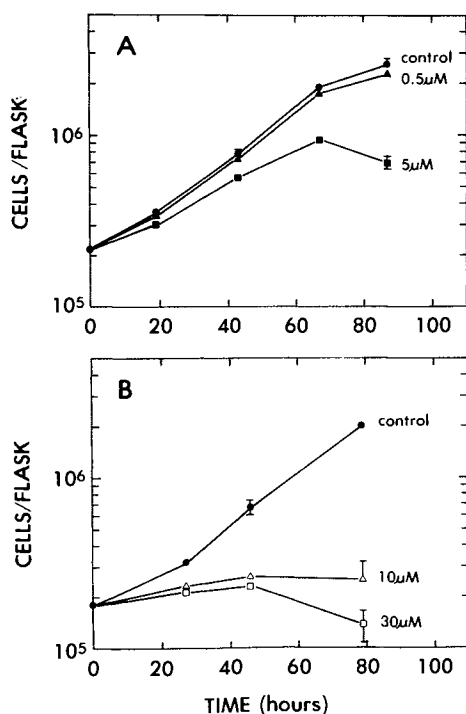 A
control
0.5μM
5μM
CELLS/FLASK
10⁶
10⁵
0 20 40 60 80 100
B
control
10μM
30μM
CELLS/FLASK
10⁶
10⁵
0 20 40 60 80 100
TIME (hours)